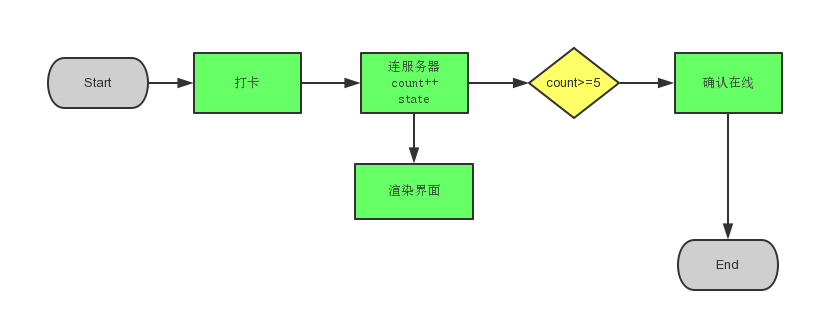 Start
打卡
连服务器
count++
state
count>=5
确认在线
渲染界面
End